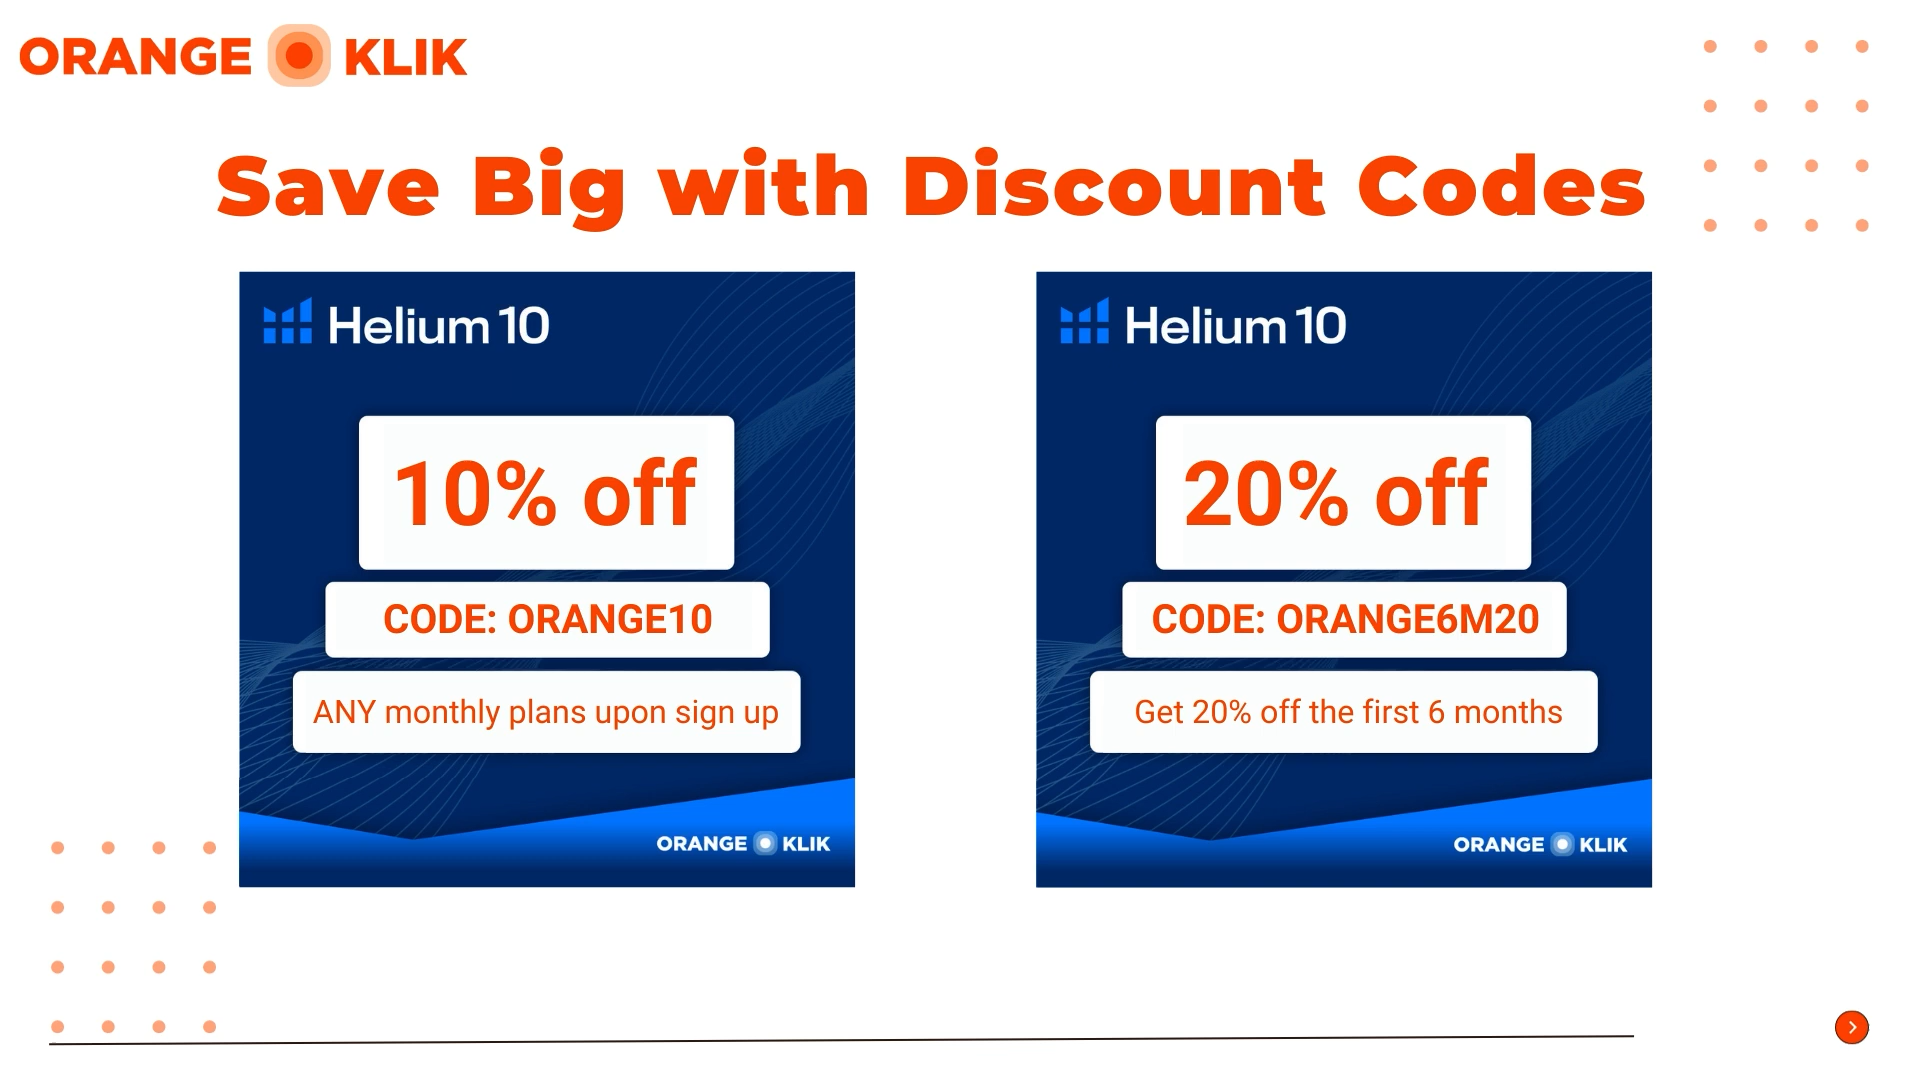 ORANGE KLIK
Save Big with Discount Codes
Helium 10
10% off
CODE: ORANGE10
ANY monthly plans upon sign up
ORANGE KLIK
Helium 10
20% off
CODE: ORANGE6M20
Get 20% off the first 6 months
ORANGE KLIK